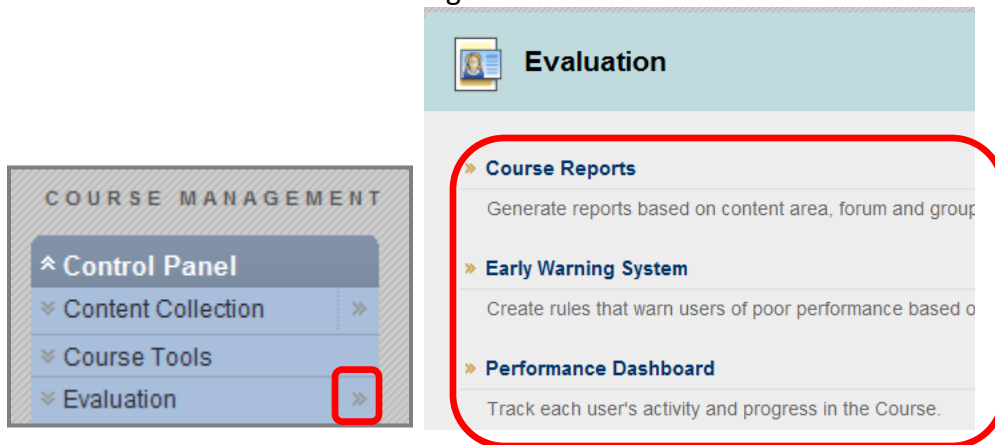 COURSE MANAGEMENT
Control Panel
Content Collection
Course Tools
Evaluation
Evaluation
Course Reports
Generate reports based on content area, forum and group
Early Warning System
Create rules that warn users of poor performance based o
Performance Dashboard
Track each user's activity and progress in the Course.